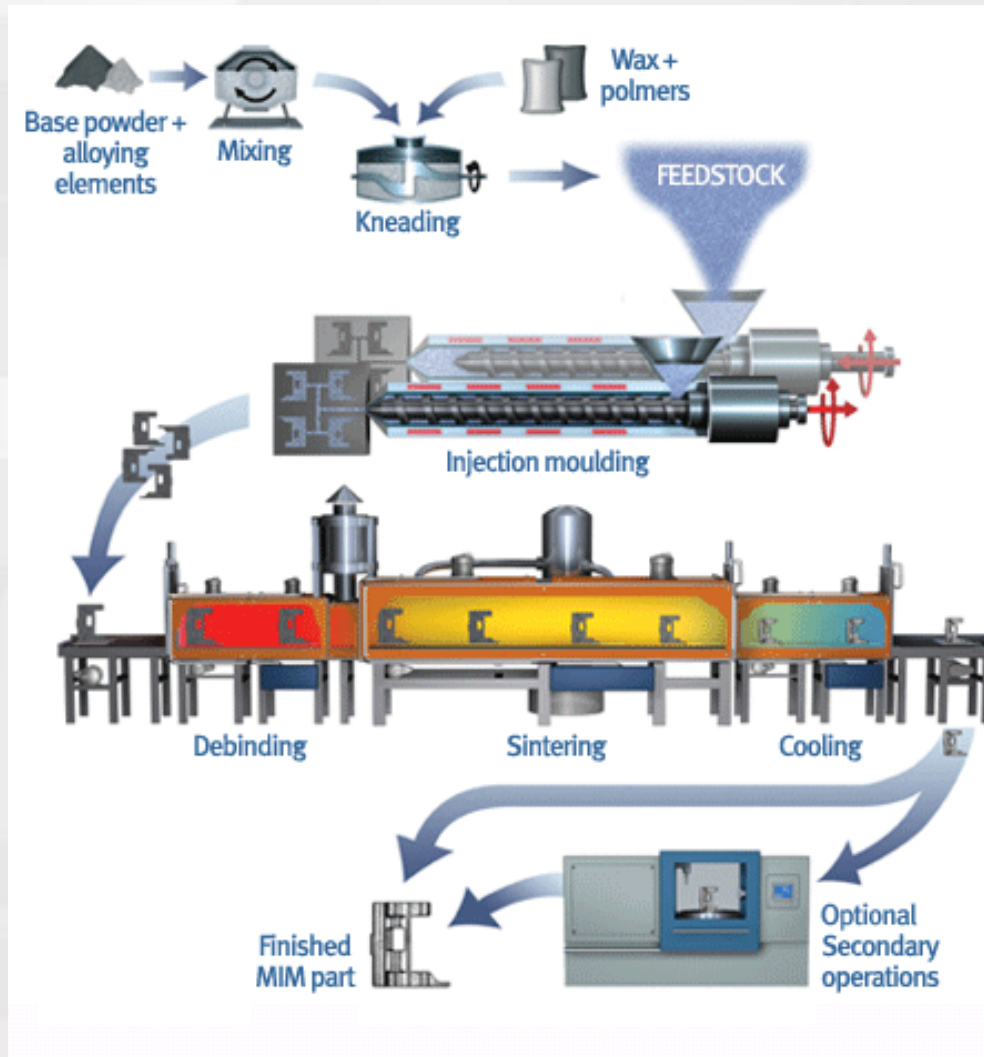 Base powder +
alloying
elements
Mixing
Wax +
polmers
Kneading
FEEDSTOCK
Injection moulding
Debinding
Sintering
Cooling
Finished
MIM part
Optional
Secondary
operations